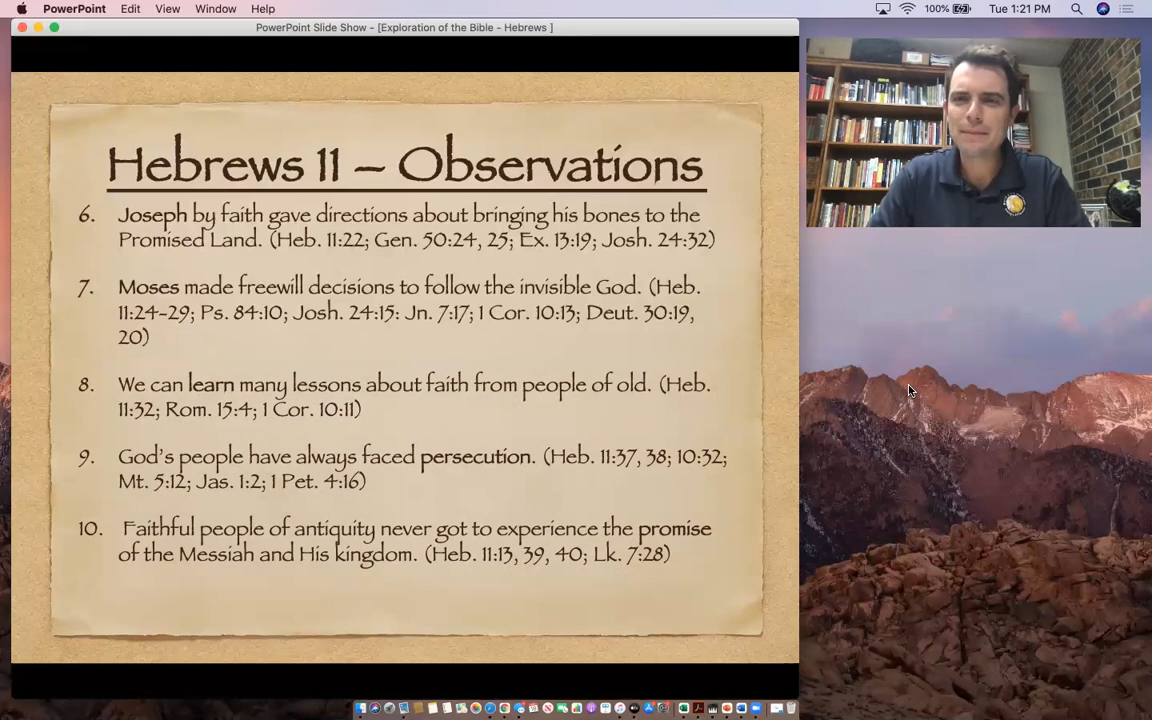 PowerPoint Edit View Window Help
100% Tue 1:21 PM
PowerPoint Slide Show - [Exploration of the Bible - Hebrews ]
Hebrews 11 – Observations
6. Joseph by faith gave directions about bringing his bones to the
Promised Land. (Heb. 11:22; Gen. 50:24, 25; Ex. 13:19; Josh. 24:32)
7. Moses made freewill decisions to follow the invisible God. (Heb.
11:24-29; Ps. 84:10; Josh. 24:15: Jn. 7:17; 1 Cor. 10:13; Deut. 30:19,
20)
8. We can learn many lessons about faith from people of old. (Heb.
11:32; Rom. 15:4; 1 Cor. 10:11)
9. God's people have always faced persecution. (Heb. 11:37, 38; 10:32;
Mt. 5:12; Jas. 1:2; 1 Pet. 4:16)
10. Faithful people of antiquity never got to experience the promise
of the Messiah and His kingdom. (Heb. 11:13, 39, 40; Lk. 7:28)